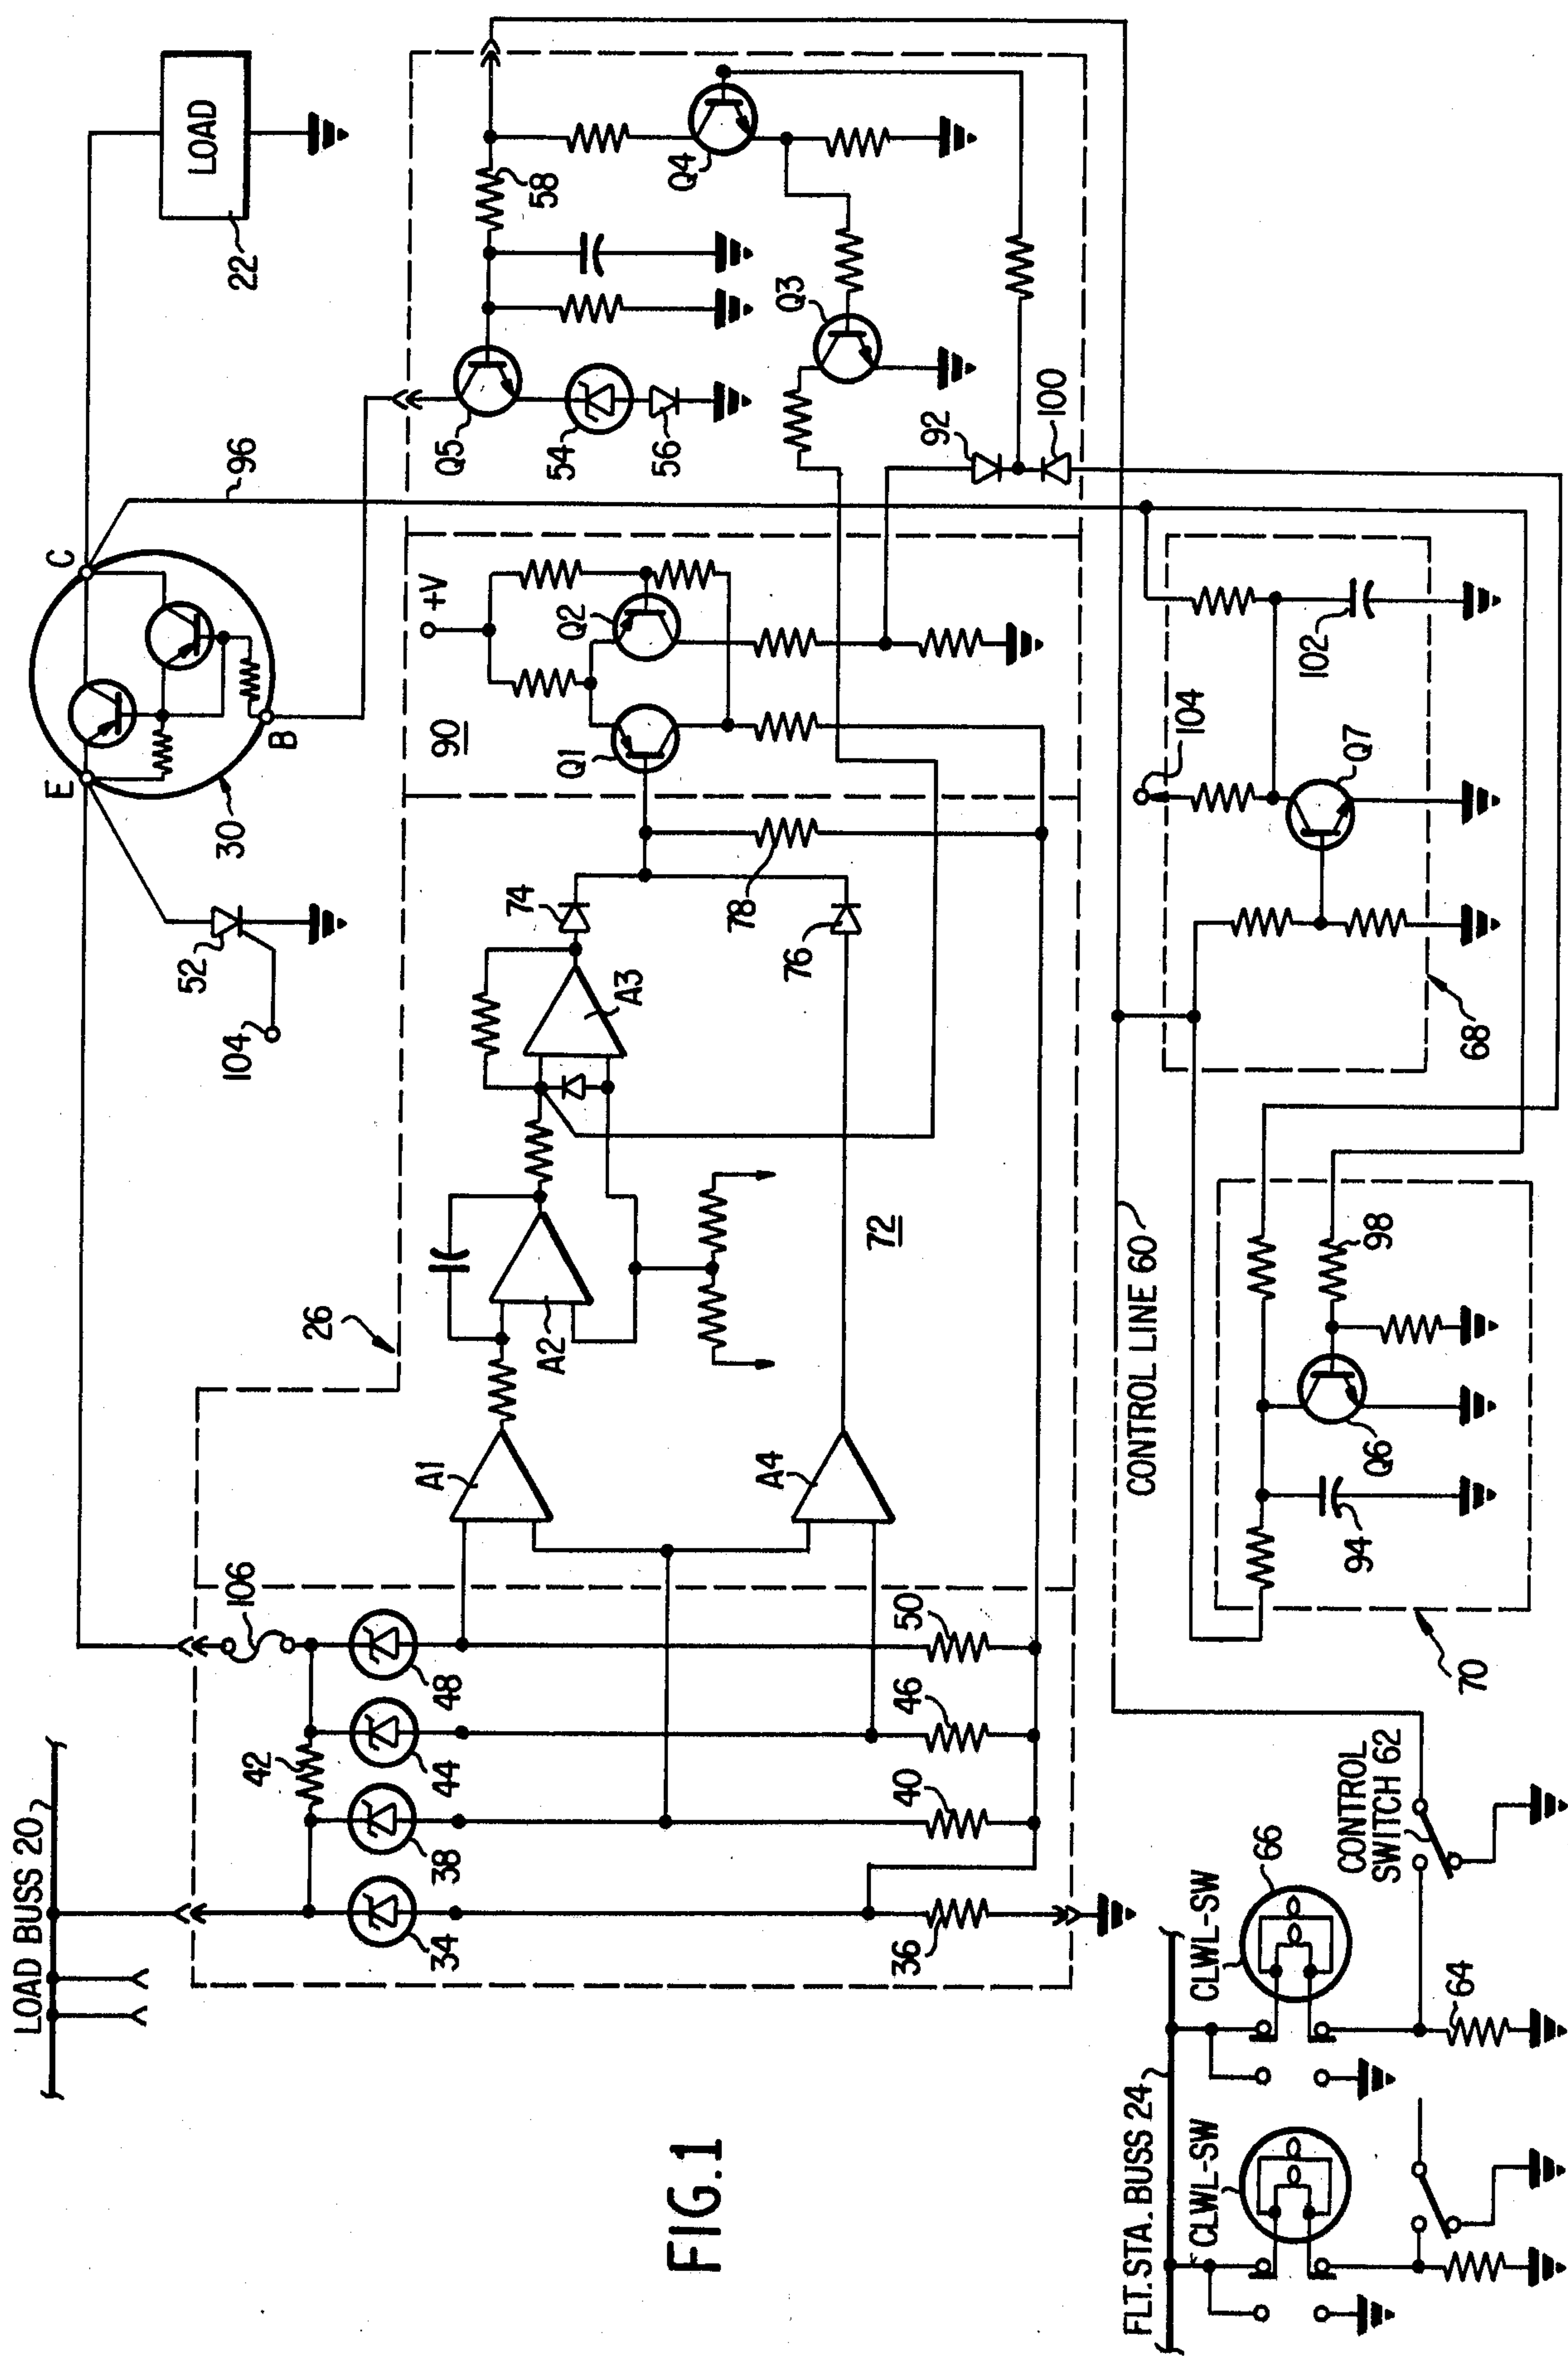 LOAD BUSS 20
42
106
34
38
44
48
36
40
46
50
E
C
B
30
52
104
96
LOAD
22
26
A1
A2
A3
A4
72
74
76
78
90
+V
Q1
Q2
Q5
54
56
58
Q4
Q3
92
100
CONTROL LINE 60
104
102
Q7
68
98
Q6
94
70
FLT. STA. BUSS 24
CLWL-SW
CLWL-SW
66
64
CONTROL
SWITCH 62
FIG.1